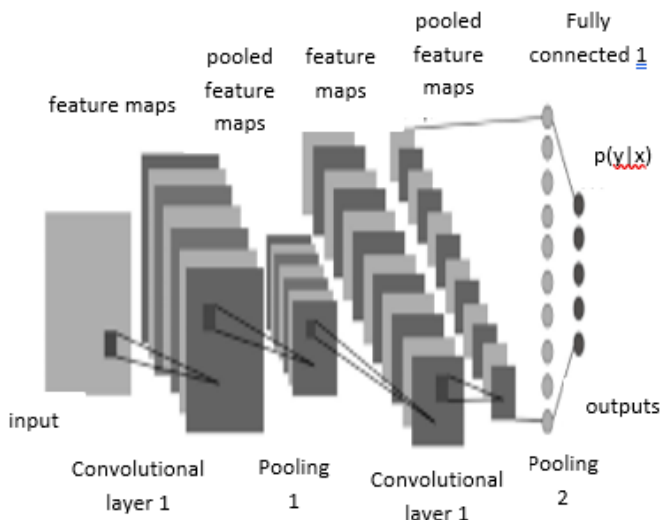 pooled
feature
maps
Fully
connected 1
pooled
feature
maps
feature
maps
feature maps
p(y|x)
input
outputs
Convolutional
layer 1
Pooling
1
Convolutional
layer 1
Pooling
2